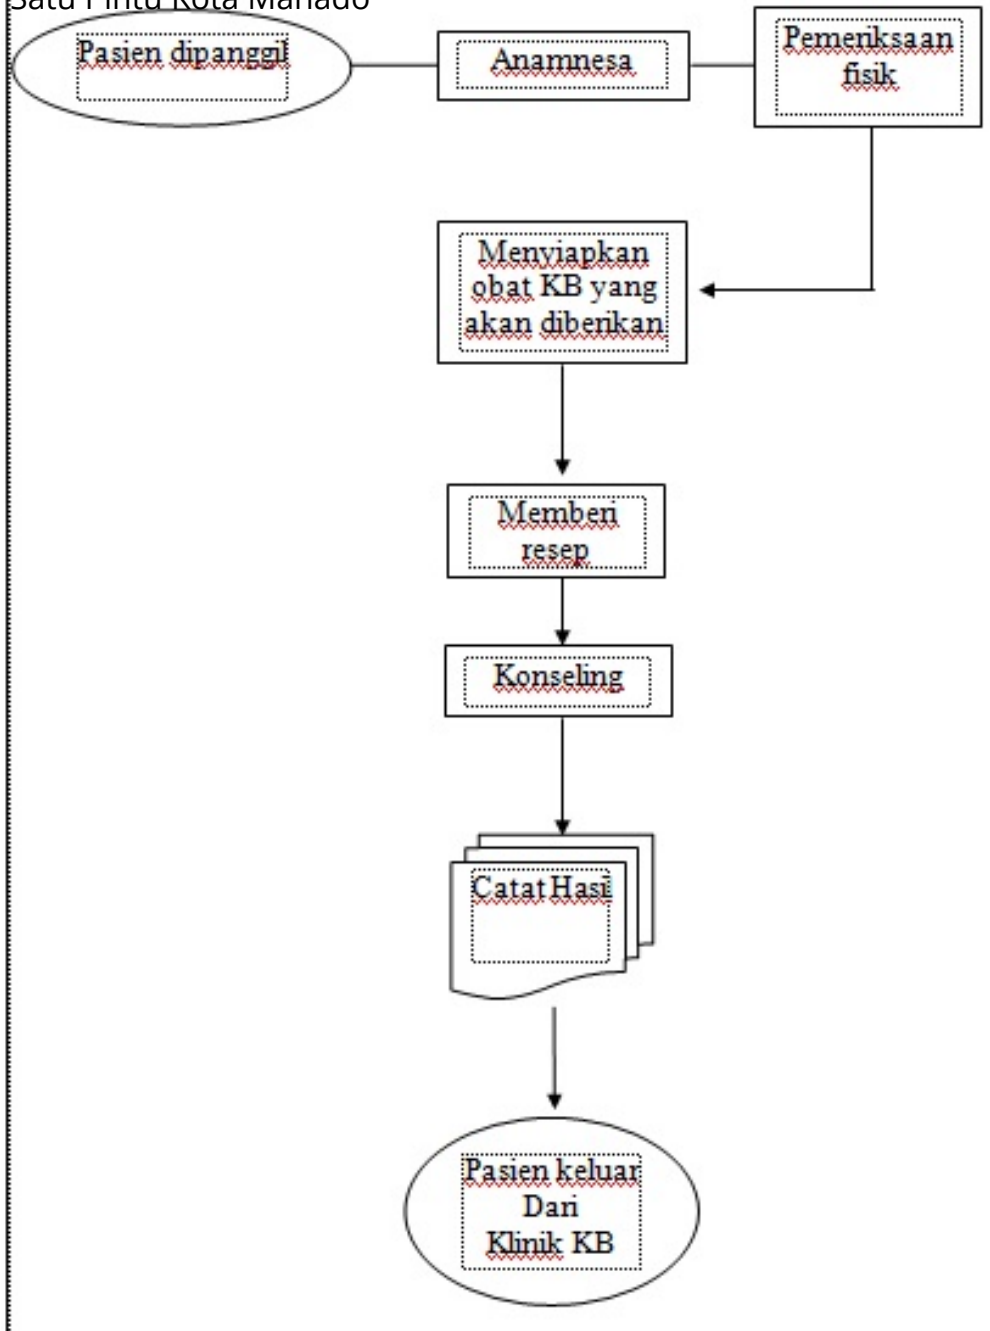 Satu Pintu Kota Manado
Pasien dipanggil
Anamnesa
Pemeriksaan
fisik
Menyiapkan
obat KB yang
akan diberikan
Memberi
resep
Konseling
Catat Hasil
Pasien keluar
Dari
Klinik KB